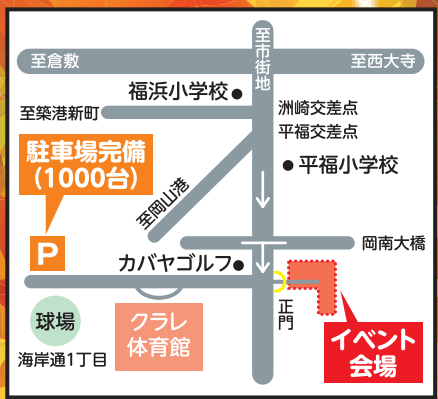 至倉敷
至市街地
至西大寺
福浜小学校
至築港新町
洲崎交差点
平福交差点
駐車場完備
(1000台)
平福小学校
至岡山港
P
カバヤゴルフ
岡南大橋
球場
海岸通1丁目
クラレ
体育館
正門
イベント
会場